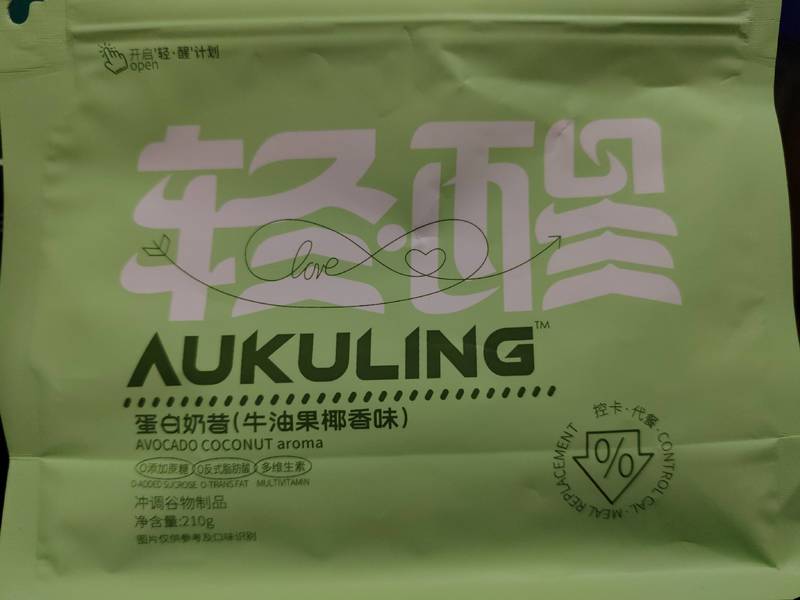 开启'轻·醒'计划
open
轻·醒
love
AUKULING™
蛋白奶昔(牛油果椰香味)
AVOCADO COCONUT aroma
0添加蔗糖 0反式脂肪酸 多维生素
0-ADDED SUCROSE 0-TRANS FAT MULTIVITAMIN
冲调谷物制品
净含量:210g
图片仅供参考及口味识别
控卡·代餐·CONTROL CAL·MEAL REPLACEMENT
%